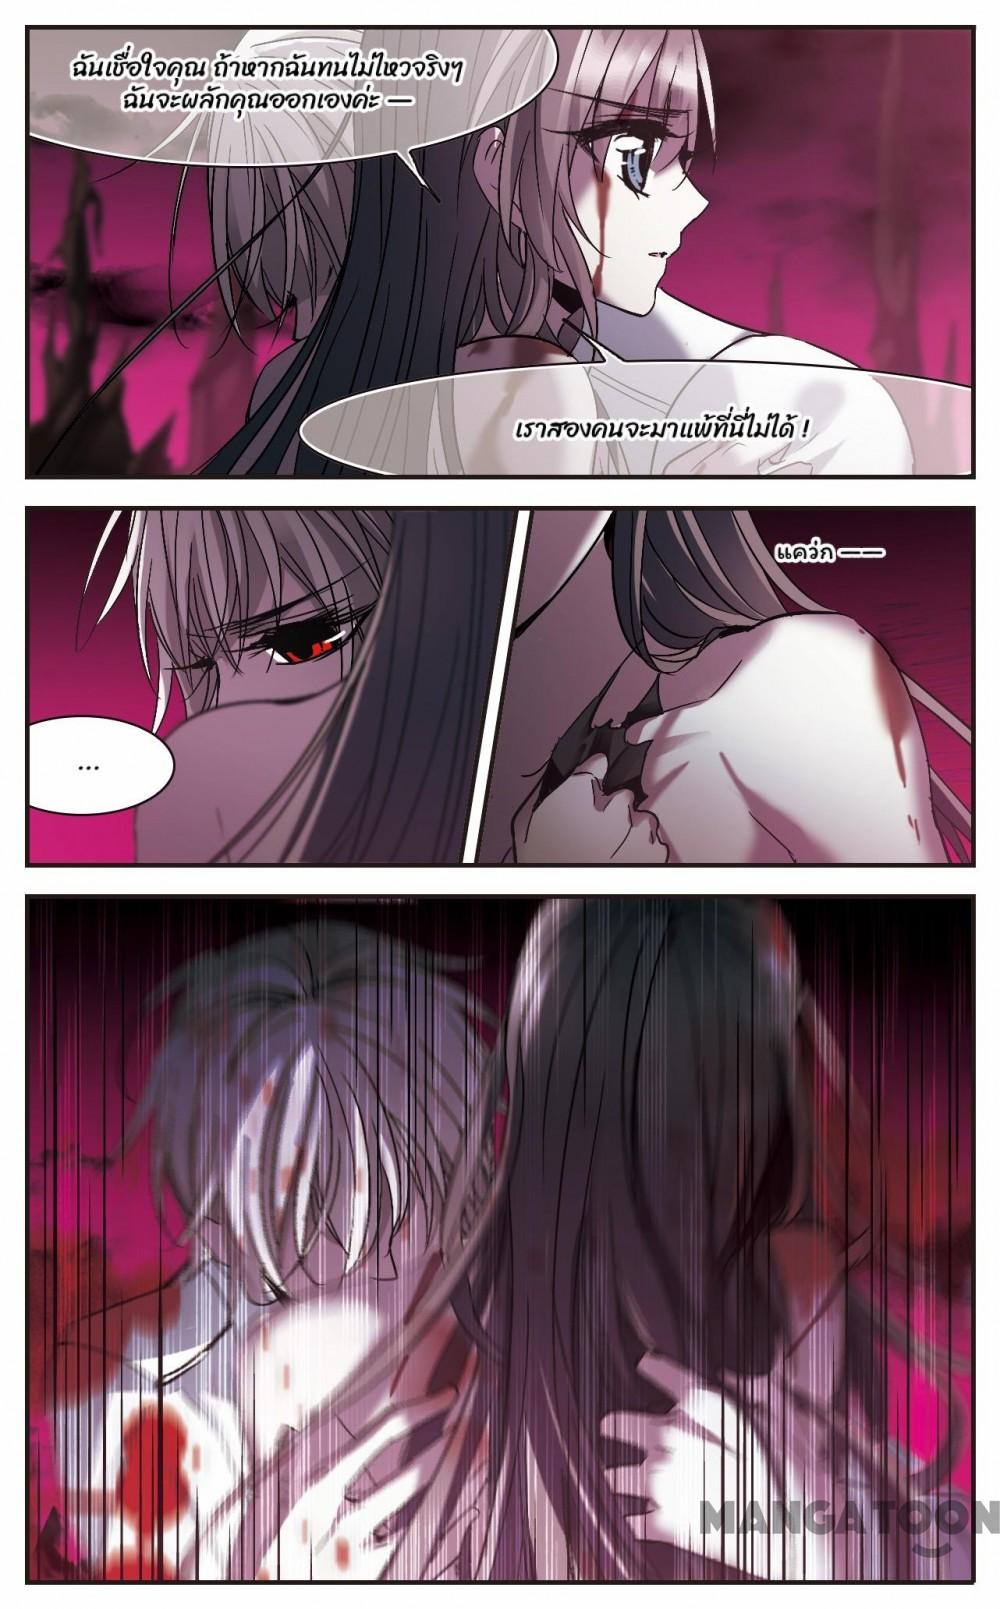 ฉันเชื่อใจคุณ ถ้าหากฉันทนไม่ไหวจริงๆ
ฉันจะผลักคุณออกเองค่ะ —
เราสองคนจะมาแพ้ที่นี่ไม่ได้ !
แคว่ก ——
...
MANGATOON